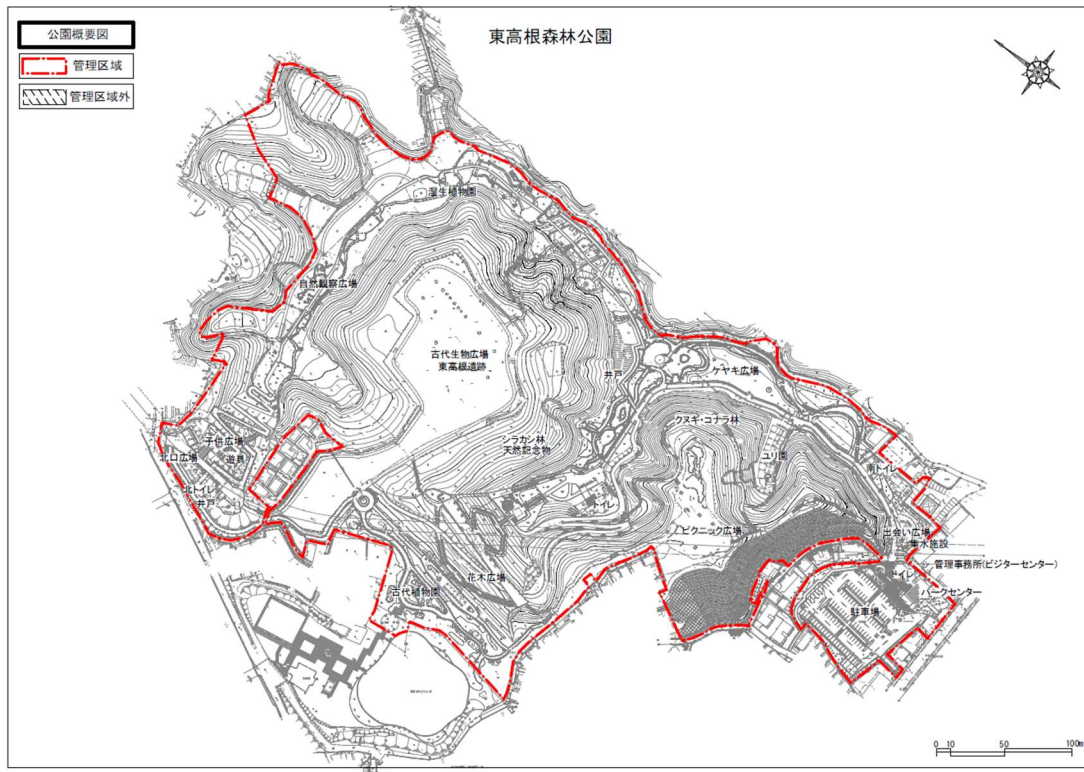 公園概要図
管理区域
管理区域外
東高根森林公園
湿生植物園
自然観察広場
古代生物広場
東高根遺跡
井戸
ケヤキ広場
クヌギ・コナラ林
シラカシ林
天然記念物
ユリ園
子供広場
遊具
北口広場
北トイレ
井戸
南トイレ
トイレ
ピクニック広場
出会い広場
集水施設
管理事務所(ビジターセンター)
トイレ
パークセンター
駐車場
花木広場
古代植物園
0 10 50 100m